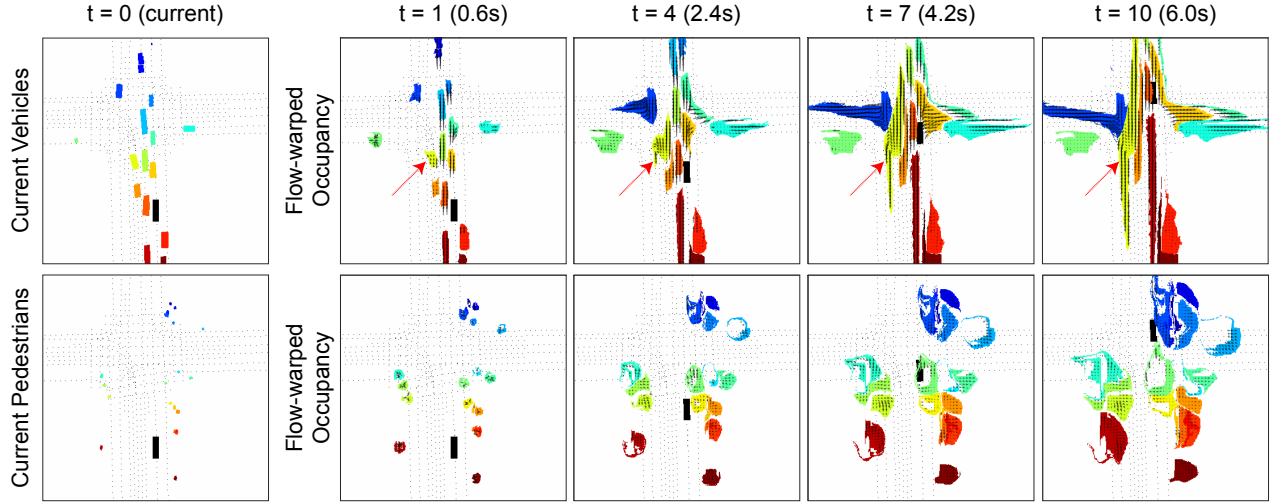 t = 0 (current)
t = 1 (0.6s)
t = 4 (2.4s)
t = 7 (4.2s)
t = 10 (6.0s)
Current Vehicles
Flow-warped
Occupancy
Current Pedestrians
Flow-warped
Occupancy